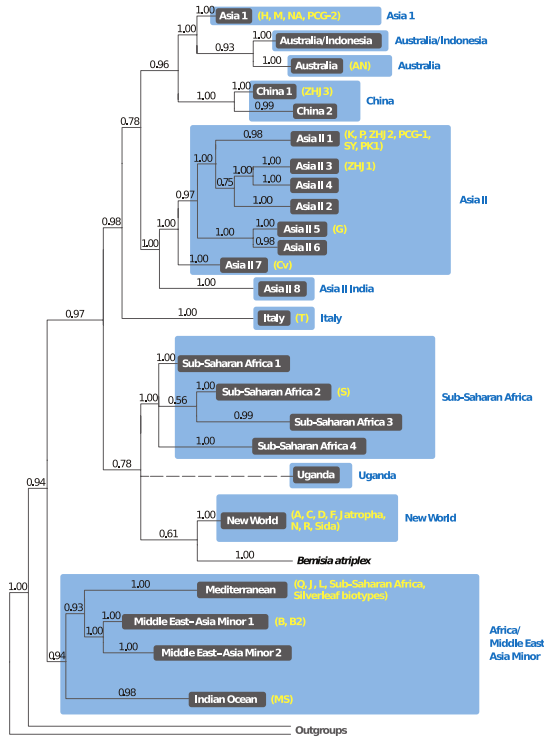 1.00 Asia 1 (H, M, NA, PCG-2) Asia 1
1.00
0.93 Australia/Indonesia Australia/Indonesia
1.00 Australia (AN) Australia
0.96
1.00 China 1 (ZHJ3)
China
1.00 0.99 China 2
0.78
0.98 Asia II 1 (K, P, ZHJ2, PCG-1,
SY, PK1)
1.00
1.00 Asia II 3 (ZHJ1)
0.75 1.00 Asia II 4
0.97 Asia II
1.00 Asia II 2
0.98
1.00 1.00 Asia II 5 (G)
0.98 Asia II 6
1.00
1.00 Asia II 7 (Cv)
1.00 Asia II 8 Asia II India
0.97
1.00 Italy (T) Italy
1.00 Sub-Saharan Africa 1
1.00
1.00 Sub-Saharan Africa 2 (S)
0.56 Sub-Saharan Africa
0.99 Sub-Saharan Africa 3
1.00 Sub-Saharan Africa 4
0.78
Uganda Uganda
0.94
1.00 New World (A, C, D, F, Jatropha,
N, R, Sida) New World
0.61
1.00 Bemisia atriplex
1.00
1.00 Mediterranean (Q, J, L, Sub-Saharan Africa,
Silverleaf biotypes)
0.93
1.00 Middle East-Asia Minor 1 (B, B2)
1.00 Africa/
Middle East
Asia Minor
1.00 Middle East-Asia Minor 2
0.94
0.98 Indian Ocean (MS)
Outgroups